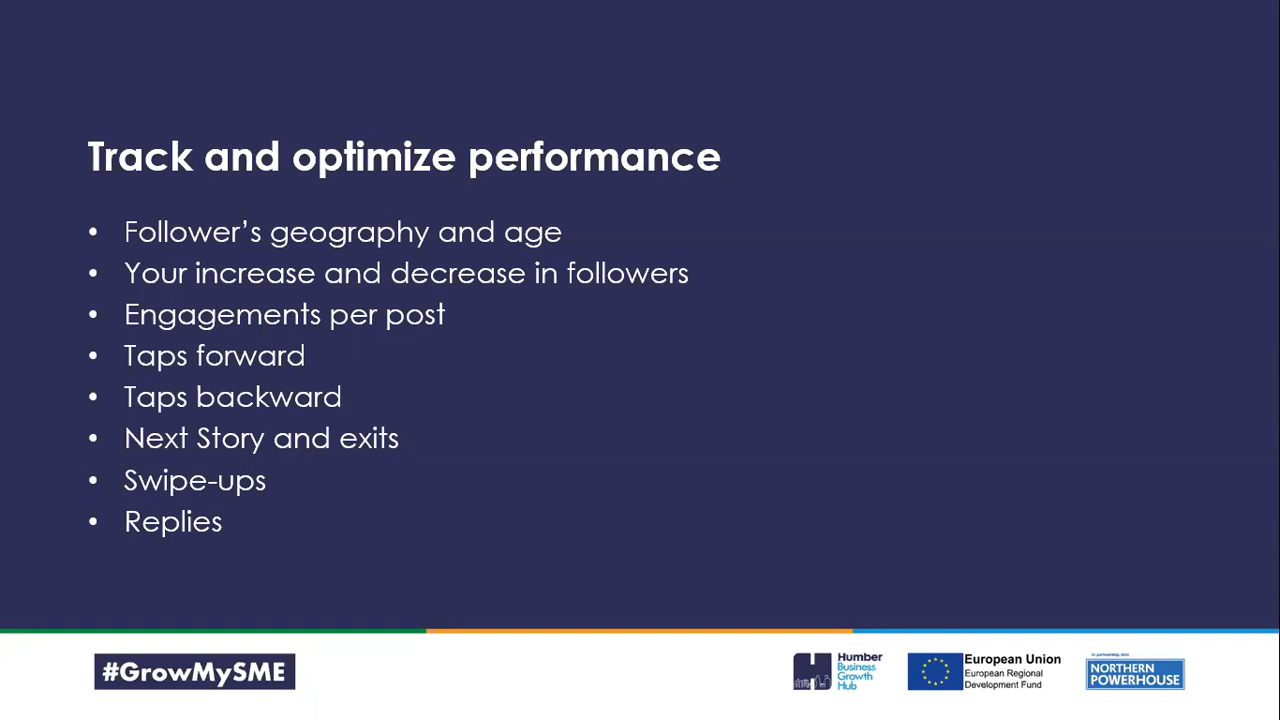 Track and optimize performance
• Follower’s geography and age
• Your increase and decrease in followers
• Engagements per post
• Taps forward
• Taps backward
• Next Story and exits
• Swipe-ups
• Replies
#GrowMySME
Humber
Business
Growth
Hub
European Union
European Regional
Development Fund
In partnership with
NORTHERN
POWERHOUSE